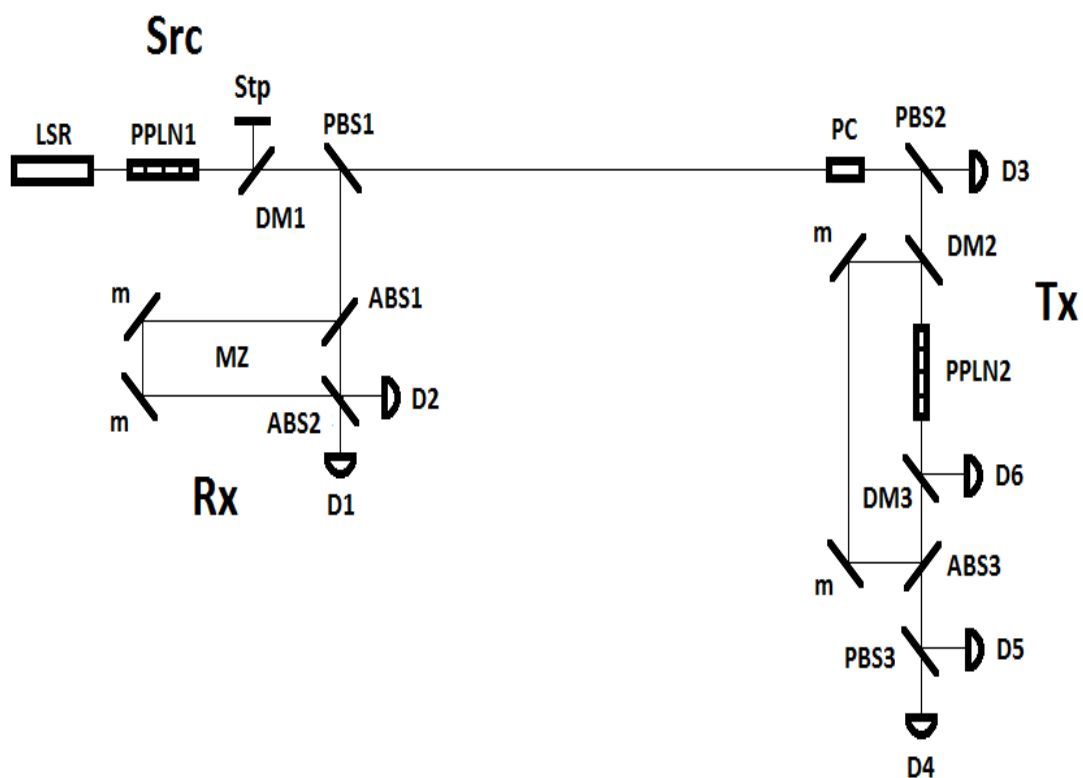 Src
Stp
LSR
PPLN1
PBS1
PC
PBS2
D3
DM1
m
DM2
m
ABS1
Tx
MZ
PPLN2
m
ABS2
D2
Rx
D1
DM3
D6
m
ABS3
PBS3
D5
D4